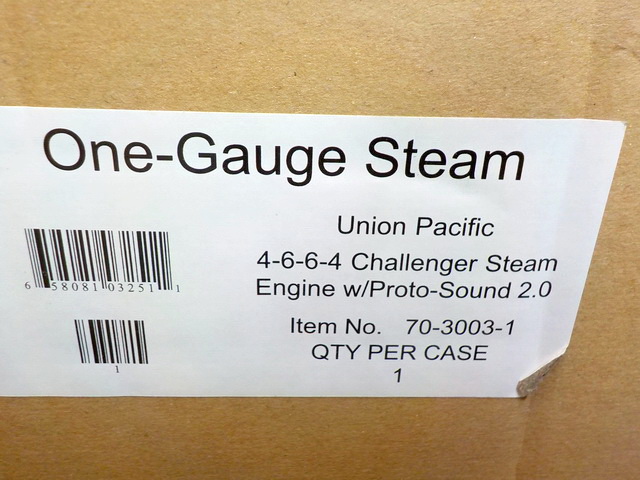 One-Gauge Steam
Union Pacific
4-6-6-4 Challenger Steam
Engine w/Proto-Sound 2.0
6 58081 03251 1
Item No. 70-3003-1
QTY PER CASE
1
1